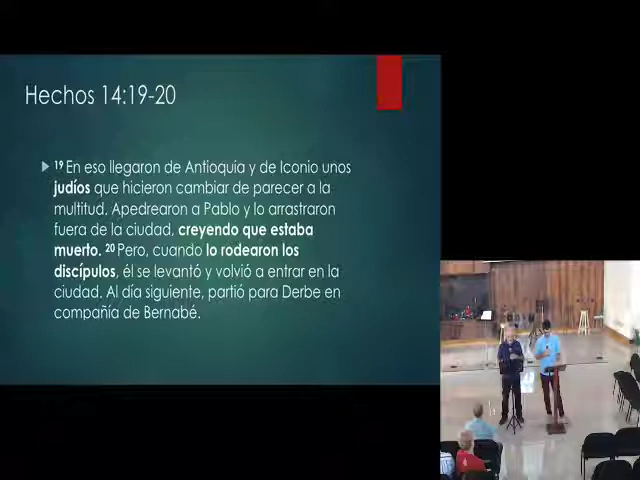 Hechos 14:19-20
19 En eso llegaron de Antioquia y de Iconio unos
judíos que hicieron cambiar de parecer a la
multitud. Apedrearon a Pablo y lo arrastraron
fuera de la ciudad, creyendo que estaba
muerto. 20 Pero, cuando lo rodearon los
discípulos, él se levantó y volvió a entrar en la
ciudad. Al día siguiente, partió para Derbe en
compañía de Bernabé.